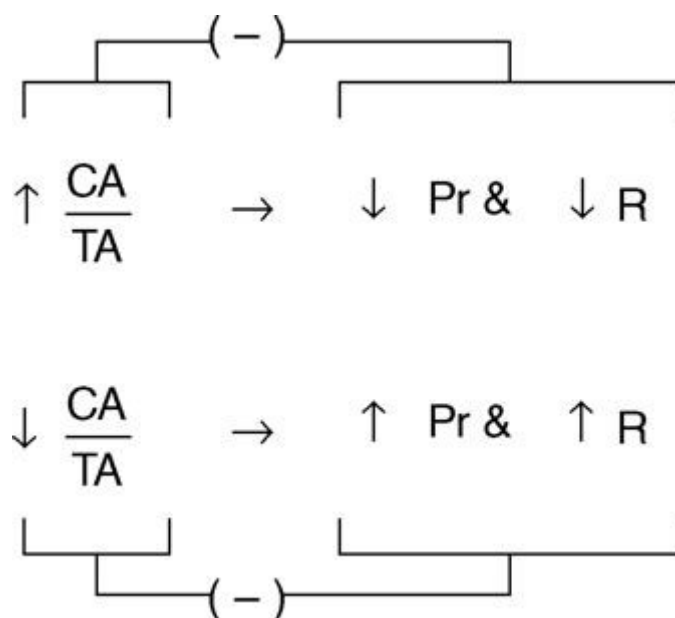 (–)
↑ CA/TA → ↓ Pr & ↓ R
↓ CA/TA → ↑ Pr & ↑ R
(–)